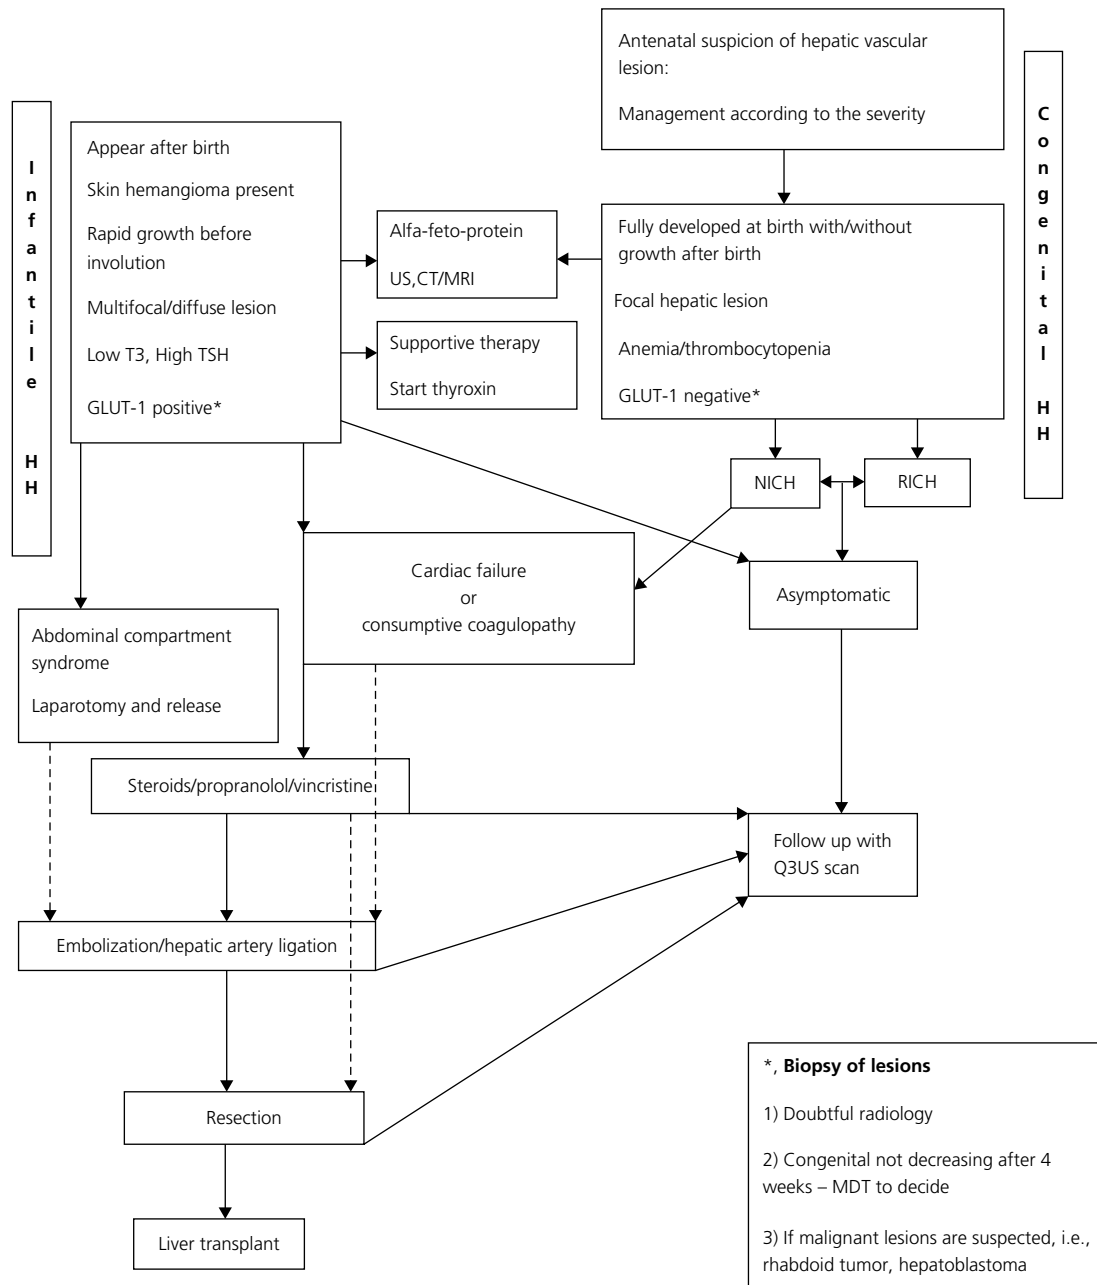 Antenatal suspicion of hepatic vascular
lesion:
Management according to the severity
Infantile HH
Congenital HH
Appear after birth
Skin hemangioma present
Rapid growth before
involution
Multifocal/diffuse lesion
Low T3, High TSH
GLUT-1 positive*
Alfa-feto-protein
US,CT/MRI
Supportive therapy
Start thyroxin
Fully developed at birth with/without
growth after birth
Focal hepatic lesion
Anemia/thrombocytopenia
GLUT-1 negative*
NICH
RICH
Cardiac failure
or
consumptive coagulopathy
Asymptomatic
Abdominal compartment
syndrome
Laparotomy and release
Steroids/propranolol/vincristine
Follow up with
Q3US scan
Embolization/hepatic artery ligation
Resection
Liver transplant
*, Biopsy of lesions
1) Doubtful radiology
2) Congenital not decreasing after 4
weeks – MDT to decide
3) If malignant lesions are suspected, i.e.,
rhabdoid tumor, hepatoblastoma